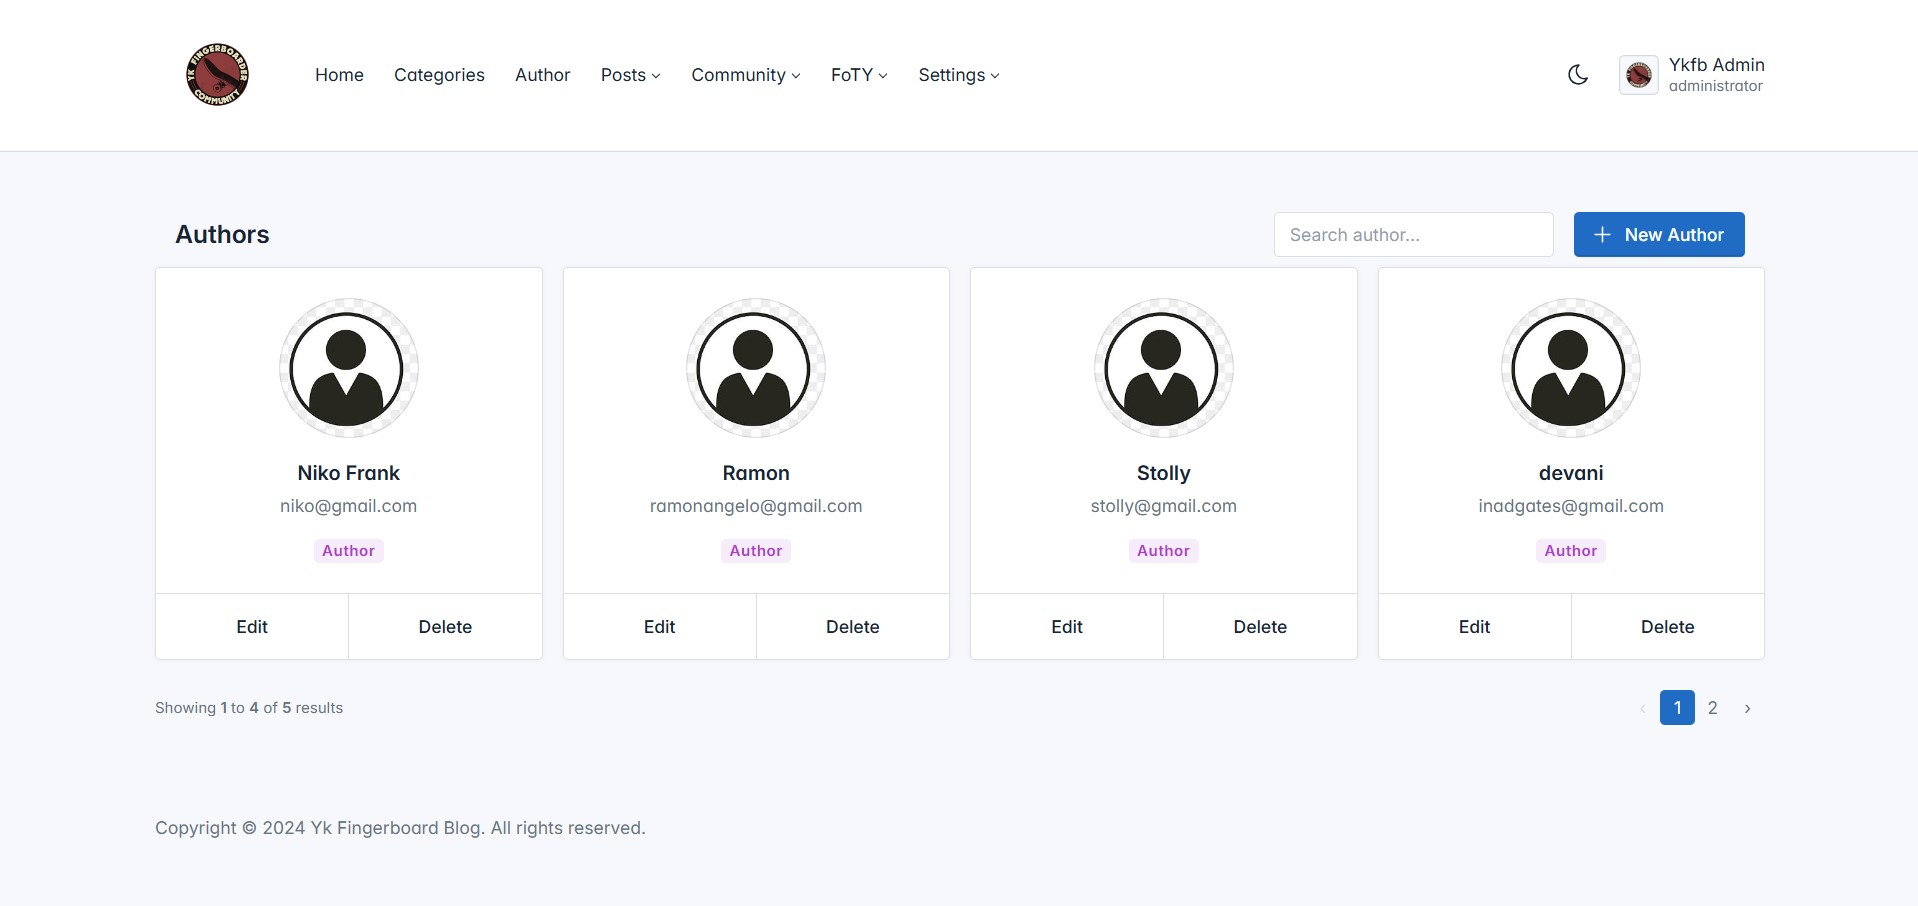 YK FINGERBOARDER
COMMUNITY
Home Categories Author Posts Community FoTY Settings
Ykfb Admin
administrator
Authors
Search author...
New Author
Niko Frank
niko@gmail.com
Author
Edit Delete
Ramon
ramonangelo@gmail.com
Author
Edit Delete
Stolly
stolly@gmail.com
Author
Edit Delete
devani
inadgates@gmail.com
Author
Edit Delete
Showing 1 to 4 of 5 results
‹ 1 2 ›
Copyright © 2024 Yk Fingerboard Blog. All rights reserved.